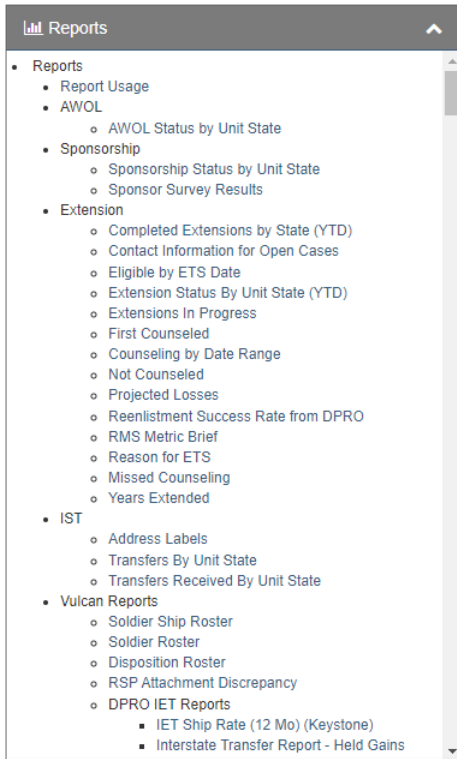 Reports
Reports
Report Usage
AWOL
AWOL Status by Unit State
Sponsorship
Sponsorship Status by Unit State
Sponsor Survey Results
Extension
Completed Extensions by State (YTD)
Contact Information for Open Cases
Eligible by ETS Date
Extension Status By Unit State (YTD)
Extensions In Progress
First Counseled
Counseling by Date Range
Not Counseled
Projected Losses
Reenlistment Success Rate from DPRO
RMS Metric Brief
Reason for ETS
Missed Counseling
Years Extended
IST
Address Labels
Transfers By Unit State
Transfers Received By Unit State
Vulcan Reports
Soldier Ship Roster
Soldier Roster
Disposition Roster
RSP Attachment Discrepancy
DPRO IET Reports
IET Ship Rate (12 Mo) (Keystone)
Interstate Transfer Report - Held Gains